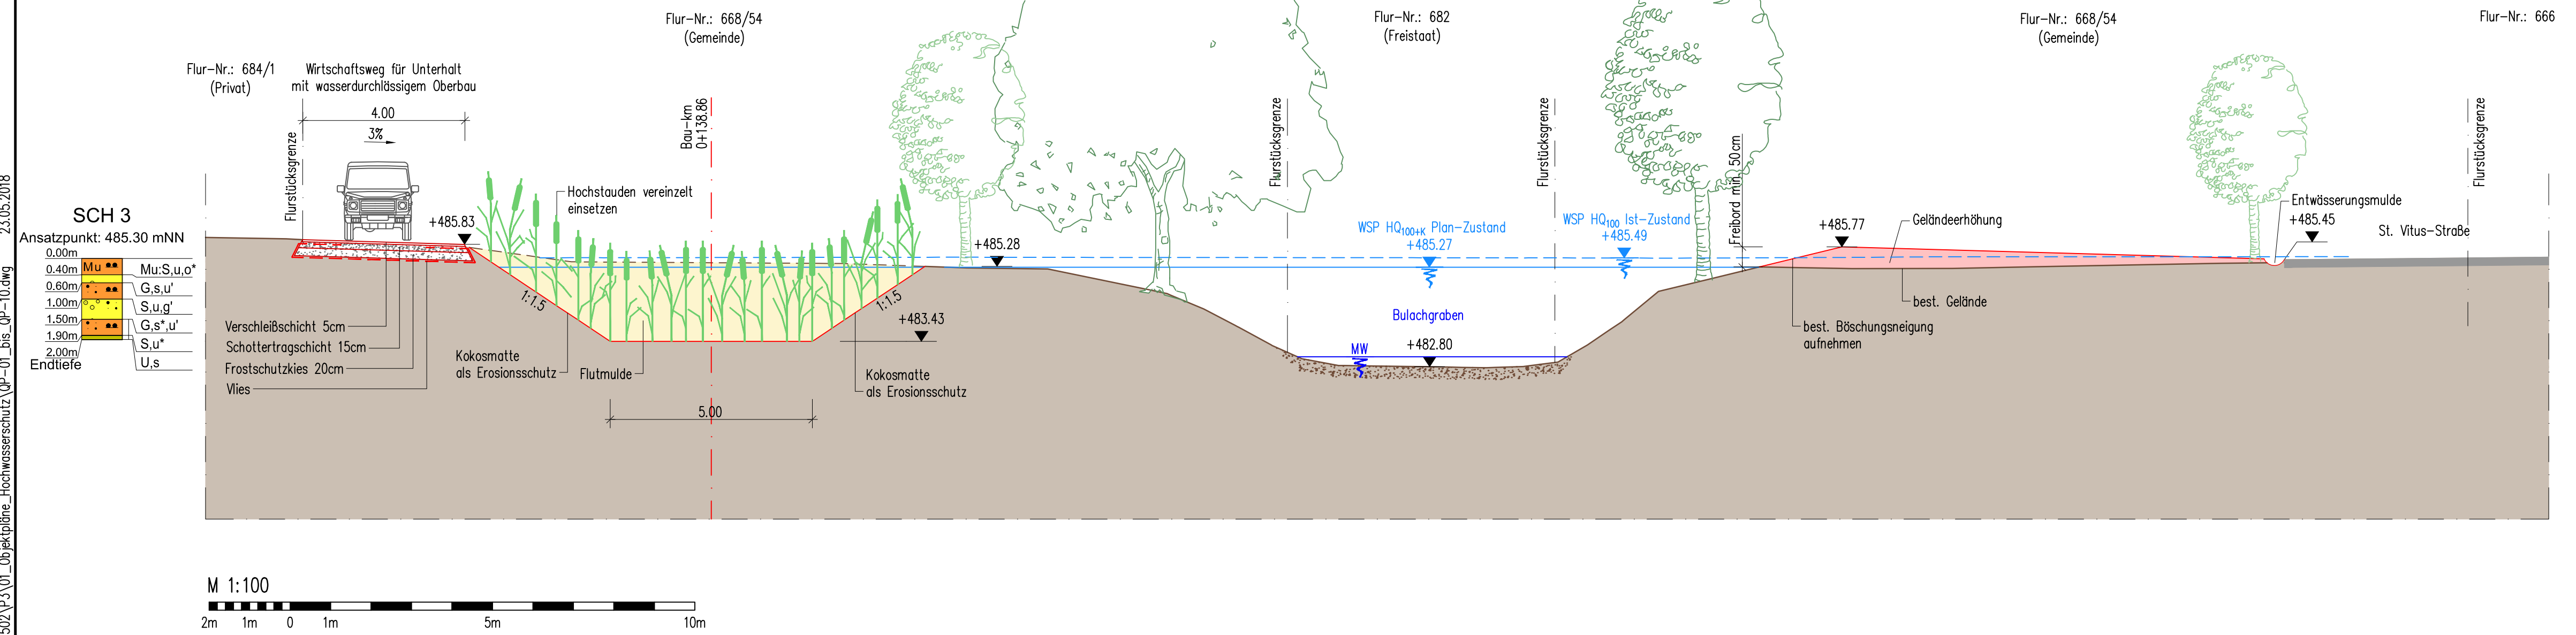 23.05.2018
502\P3\01_Objektpläne_Hochwasserschutz\QP-01_bis_QP-10.dwg
Flur-Nr.: 684/1
(Privat)
Wirtschaftsweg für Unterhalt
mit wasserdurchlässigem Oberbau
4.00
3%
Flurstücksgrenze
Flur-Nr.: 668/54
(Gemeinde)
Bau-km
0+138.86
Flur-Nr.: 682
(Freistaat)
Flurstücksgrenze
Flurstücksgrenze
Flur-Nr.: 668/54
(Gemeinde)
Flur-Nr.: 666
Flurstücksgrenze
SCH 3
Ansatzpunkt: 485.30 mNN
0.00m
0.40m
0.60m
1.00m
1.50m
1.90m
2.00m
Endtiefe
Mu
Mu:S,u,o*
G,s,u'
S,u,g'
G,s*,u'
S,u*
U,s
+485.83
Hochstauden vereinzelt
einsetzen
+485.28
WSP HQ100+K Plan-Zustand
+485.27
WSP HQ100 Ist-Zustand
+485.49
Freibord min. 50cm
+485.77
Geländeerhöhung
Entwässerungsmulde
+485.45
St. Vitus-Straße
1:1.5
1:1.5
Verschleißschicht 5cm
Schottertragschicht 15cm
Frostschutzkies 20cm
Vlies
Kokosmatte
als Erosionsschutz
Flutmulde
+483.43
Kokosmatte
als Erosionsschutz
5.00
Bulachgraben
MW
+482.80
best. Gelände
best. Böschungsneigung
aufnehmen
M 1:100
2m 1m 0 1m 5m 10m